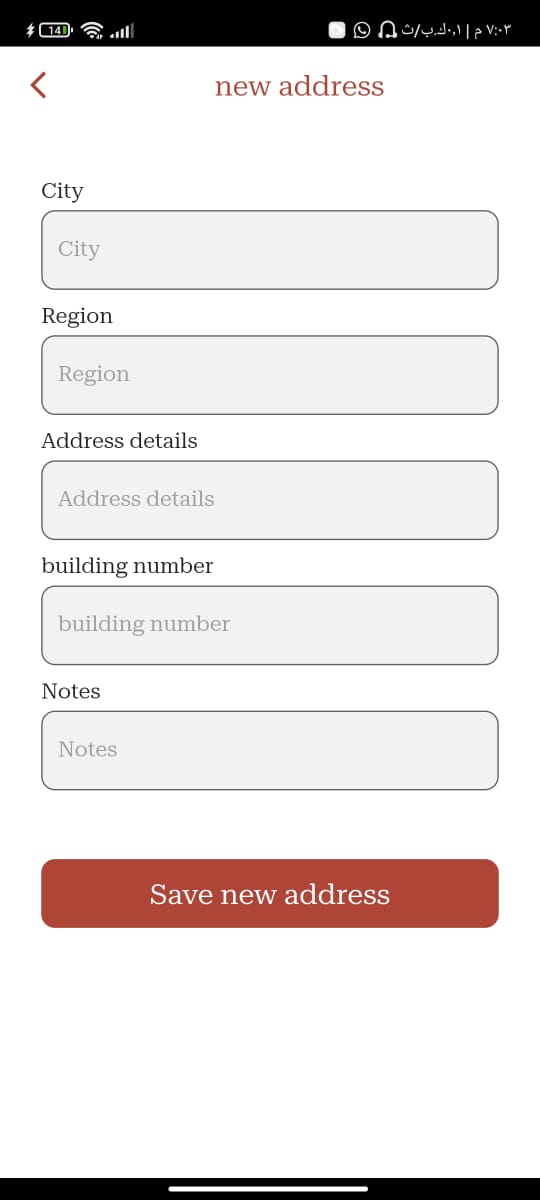 14
٧:٠٣ م | ٠,١ك.ب/ث
new address
City
City
Region
Region
Address details
Address details
building number
building number
Notes
Notes
Save new address